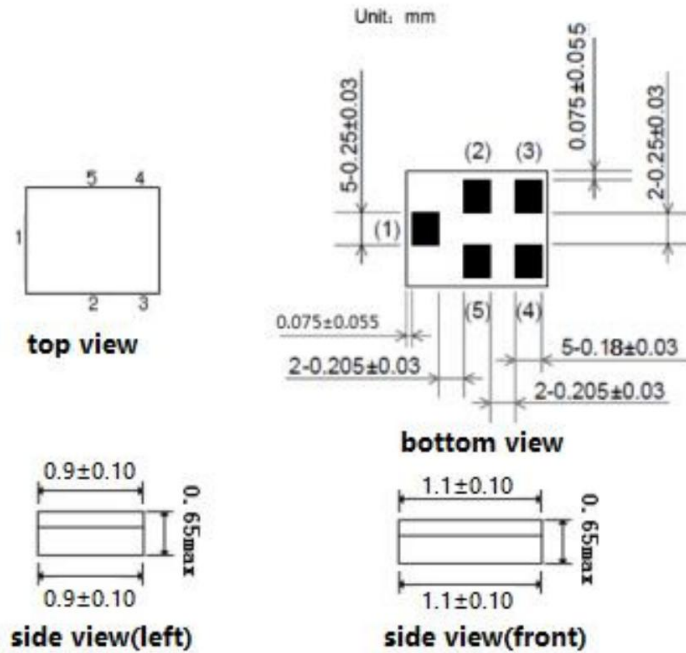 Unit: mm
5-0.25±0.03
0.075±0.055
2-0.25±0.03
(2) (3)
5 4
1
(1)
2 3
(5) (4)
top view
0.075±0.055
5-0.18±0.03
2-0.205±0.03
2-0.205±0.03
bottom view
0.9±0.10
0.65max
0.9±0.10
side view(left)
1.1±0.10
0.65max
1.1±0.10
side view(front)